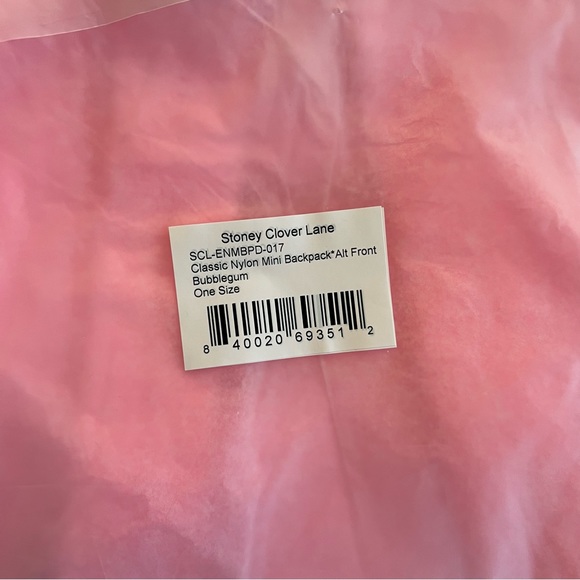 Stoney Clover Lane
SCL-ENMBPD-017
Classic Nylon Mini Backpack*Alt Front
Bubblegum
One Size
8 40020 69351 2